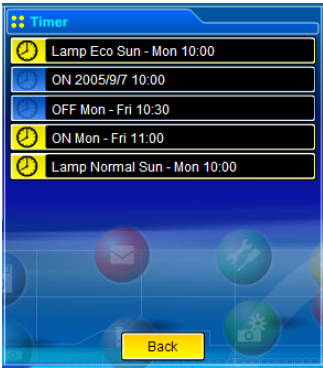 Timer
Lamp Eco Sun - Mon 10:00
ON 2005/9/7 10:00
OFF Mon - Fri 10:30
ON Mon - Fri 11:00
Lamp Normal Sun - Mon 10:00
Back